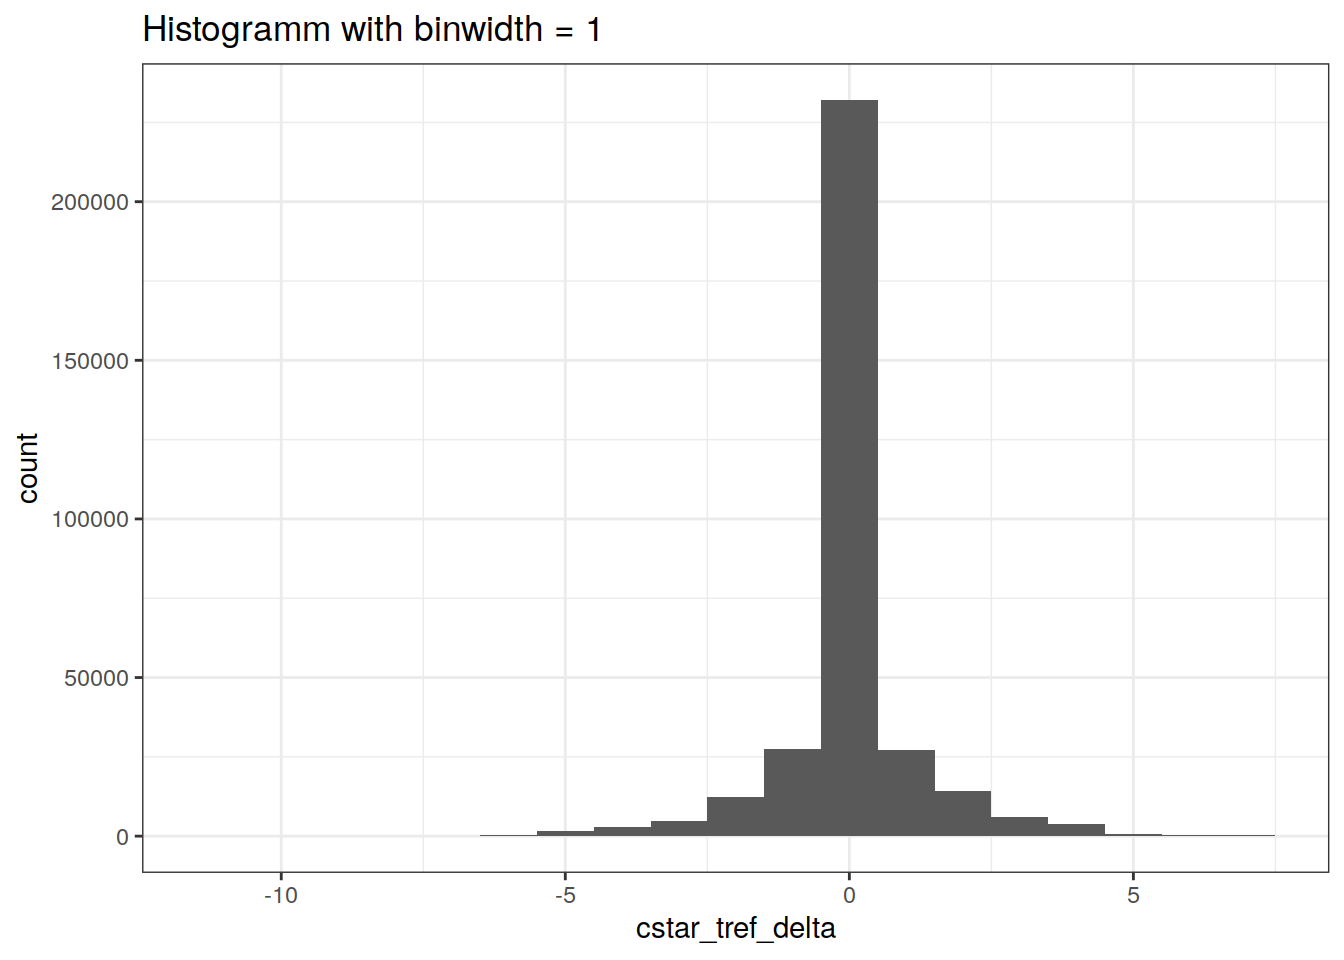 Histogramm with binwidth = 1
count
200000
150000
100000
50000
0
-10 -5 0 5
cstar_tref_delta